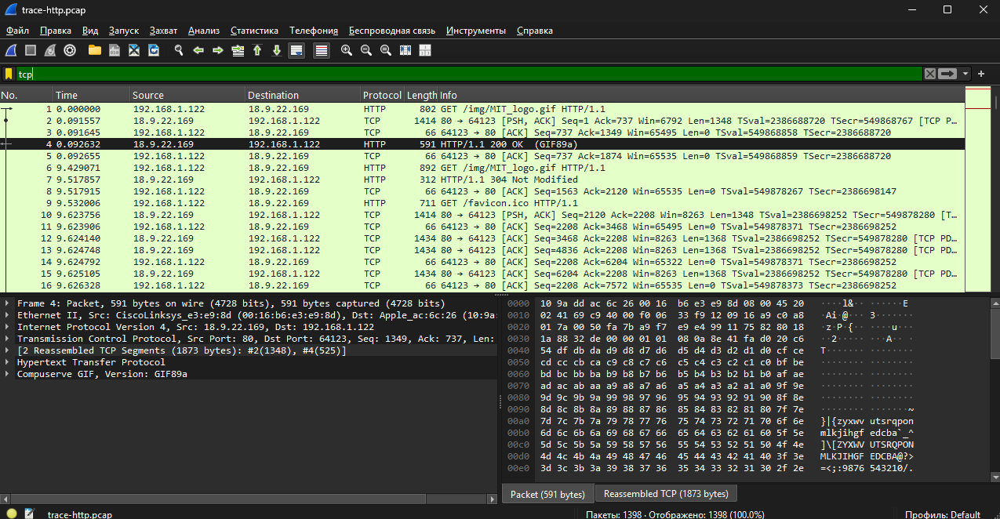 trace-http.pcap
Файл Правка Вид Запуск Захват Анализ Статистика Телефония Беспроводная связь Инструменты Справка
tcp
No. Time Source Destination Protocol Length Info
1 0.000000 192.168.1.122 18.9.22.169 HTTP 802 GET /img/MIT_logo.gif HTTP/1.1
2 0.091557 18.9.22.169 192.168.1.122 TCP 1414 80 → 64123 [PSH, ACK] Seq=1 Ack=737 Win=6792 Len=1348 TSval=2386688720 TSecr=549868767 [TCP P…
3 0.091645 192.168.1.122 18.9.22.169 TCP 66 64123 → 80 [ACK] Seq=737 Ack=1349 Win=65495 Len=0 TSval=549868858 TSecr=2386688720
4 0.092632 18.9.22.169 192.168.1.122 HTTP 591 HTTP/1.1 200 OK (GIF89a)
5 0.092655 192.168.1.122 18.9.22.169 TCP 66 64123 → 80 [ACK] Seq=737 Ack=1874 Win=65535 Len=0 TSval=549868859 TSecr=2386688720
6 9.429071 192.168.1.122 18.9.22.169 HTTP 892 GET /img/MIT_logo.gif HTTP/1.1
7 9.517857 18.9.22.169 192.168.1.122 HTTP 312 HTTP/1.1 304 Not Modified
8 9.517915 192.168.1.122 18.9.22.169 TCP 66 64123 → 80 [ACK] Seq=1563 Ack=2120 Win=65535 Len=0 TSval=549878267 TSecr=2386698147
9 9.532006 192.168.1.122 18.9.22.169 HTTP 711 GET /favicon.ico HTTP/1.1
10 9.623756 18.9.22.169 192.168.1.122 TCP 1414 80 → 64123 [PSH, ACK] Seq=2120 Ack=2208 Win=8263 Len=1348 TSval=2386698252 TSecr=549878280 [T…
11 9.623906 192.168.1.122 18.9.22.169 TCP 66 64123 → 80 [ACK] Seq=2208 Ack=3468 Win=65495 Len=0 TSval=549878371 TSecr=2386698252
12 9.624140 18.9.22.169 192.168.1.122 TCP 1434 80 → 64123 [ACK] Seq=3468 Ack=2208 Win=8263 Len=1368 TSval=2386698252 TSecr=549878280 [TCP PD…
13 9.624748 18.9.22.169 192.168.1.122 TCP 1434 80 → 64123 [ACK] Seq=4836 Ack=2208 Win=8263 Len=1368 TSval=2386698252 TSecr=549878280 [TCP PD…
14 9.624792 192.168.1.122 18.9.22.169 TCP 66 64123 → 80 [ACK] Seq=2208 Ack=6204 Win=65322 Len=0 TSval=549878371 TSecr=2386698252
15 9.625105 18.9.22.169 192.168.1.122 TCP 1434 80 → 64123 [ACK] Seq=6204 Ack=2208 Win=8263 Len=1368 TSval=2386698252 TSecr=549878280 [TCP PD…
16 9.626328 192.168.1.122 18.9.22.169 TCP 66 64123 → 80 [ACK] Seq=2208 Ack=7572 Win=65535 Len=0 TSval=549878373 TSecr=2386698252
Frame 4: Packet, 591 bytes on wire (4728 bits), 591 bytes captured (4728 bits)
Ethernet II, Src: CiscoLinksys_e3:e9:8d (00:16:b6:e3:e9:8d), Dst: Apple_ac:6c:26 (10:9a:
Internet Protocol Version 4, Src: 18.9.22.169, Dst: 192.168.1.122
Transmission Control Protocol, Src Port: 80, Dst Port: 64123, Seq: 1349, Ack: 737, Len:
[2 Reassembled TCP Segments (1873 bytes): #2(1348), #4(525)]
Hypertext Transfer Protocol
Compuserve GIF, Version: GIF89a
0000 10 9a dd ac 6c 26 00 16 b6 e3 e9 8d 08 00 45 20 ····l&·· ······E
0010 02 41 69 c9 40 00 f0 06 33 f9 12 09 16 a9 c0 a8 ·Ai·@··· 3·······
0020 01 7a 00 50 fa 7b a9 f7 e9 e4 99 11 75 82 80 18 ·z·P·{·· ····u···
0030 1a 88 32 de 00 00 01 01 08 0a 8e 41 fa d0 20 c6 ··2····· ···A·· ·
0040 54 df db da d9 d8 d7 d6 d5 d4 d3 d2 d1 d0 cf ce T······· ········
0050 cd cc cb ca c9 c8 c7 c6 c5 c4 c3 c2 c1 c0 bf be ········ ········
0060 bd bc bb ba b9 b8 b7 b6 b5 b4 b3 b2 b1 b0 af ae ········ ········
0070 ad ac ab aa a9 a8 a7 a6 a5 a4 a3 a2 a1 a0 9f 9e ········ ········
0080 9d 9c 9b 9a 99 98 97 96 95 94 93 92 91 90 8f 8e ········ ········
0090 8d 8c 8b 8a 89 88 87 86 85 84 83 82 81 80 7f 7e ········ ·······~
00a0 7d 7c 7b 7a 79 78 77 76 75 74 73 72 71 70 6f 6e }|{zyxwv utsrqpon
00b0 6d 6c 6b 6a 69 68 67 66 65 64 63 62 61 60 5f 5e mlkjihgf edcba`_^
00c0 5d 5c 5b 5a 59 58 57 56 55 54 53 52 51 50 4f 4e ]\[ZYXWV UTSRQPON
00d0 4d 4c 4b 4a 49 48 47 46 45 44 43 42 41 40 3f 3e MLKJIHGF EDCBA@?>
00e0 3d 3c 3b 3a 39 38 37 36 35 34 33 32 31 30 2f 2e =<;:9876 543210/.
Packet (591 bytes) Reassembled TCP (1873 bytes)
trace-http.pcap Пакеты: 1398 · Отображено: 1398 (100.0%) Профиль: Default